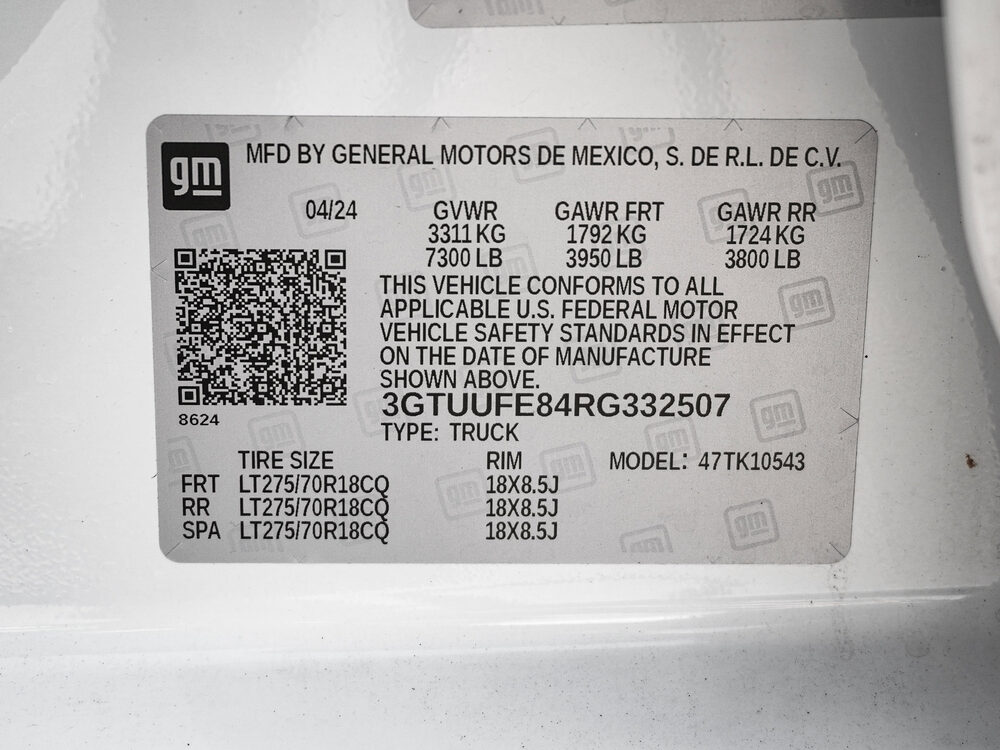 gm MFD BY GENERAL MOTORS DE MEXICO, S. DE R.L. DE C.V.
04/24 GVWR GAWR FRT GAWR RR
3311 KG 1792 KG 1724 KG
7300 LB 3950 LB 3800 LB
THIS VEHICLE CONFORMS TO ALL
APPLICABLE U.S. FEDERAL MOTOR
VEHICLE SAFETY STANDARDS IN EFFECT
ON THE DATE OF MANUFACTURE
SHOWN ABOVE.
3GTUUFE84RG332507
8624
TYPE: TRUCK
TIRE SIZE RIM MODEL: 47TK10543
FRT LT275/70R18CQ 18X8.5J
RR LT275/70R18CQ 18X8.5J
SPA LT275/70R18CQ 18X8.5J